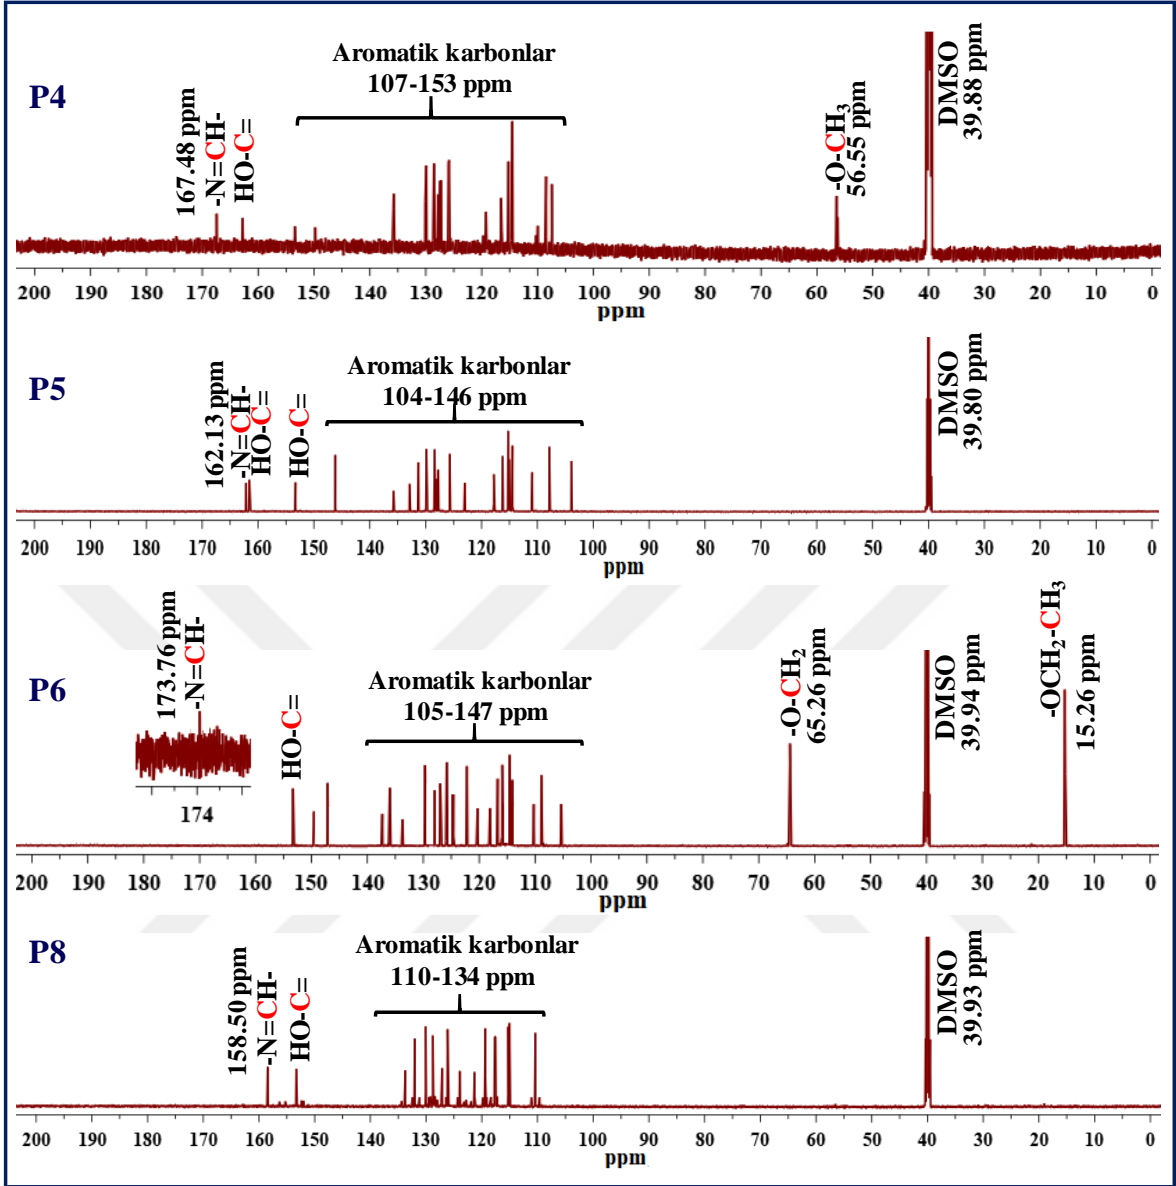 P4
Aromatik karbonlar
107-153 ppm
167.48 ppm
-N=CH-
HO-C=
-O-CH₃
56.55 ppm
DMSO
39.88 ppm
200 190 180 170 160 150 140 130 120 110 100 90 80 70 60 50 40 30 20 10 0
ppm
P5
Aromatik karbonlar
104-146 ppm
162.13 ppm
-N=CH-
HO-C=
HO-C=
DMSO
39.80 ppm
200 190 180 170 160 150 140 130 120 110 100 90 80 70 60 50 40 30 20 10 0
ppm
P6
Aromatik karbonlar
105-147 ppm
173.76 ppm
-N=CH-
174
HO-C=
-O-CH₂
65.26 ppm
DMSO
39.94 ppm
-OCH₂-CH₃
15.26 ppm
200 190 180 170 160 150 140 130 120 110 100 90 80 70 60 50 40 30 20 10 0
ppm
P8
Aromatik karbonlar
110-134 ppm
158.50 ppm
-N=CH-
HO-C=
DMSO
39.93 ppm
200 190 180 170 160 150 140 130 120 110 100 90 80 70 60 50 40 30 20 10 0
ppm